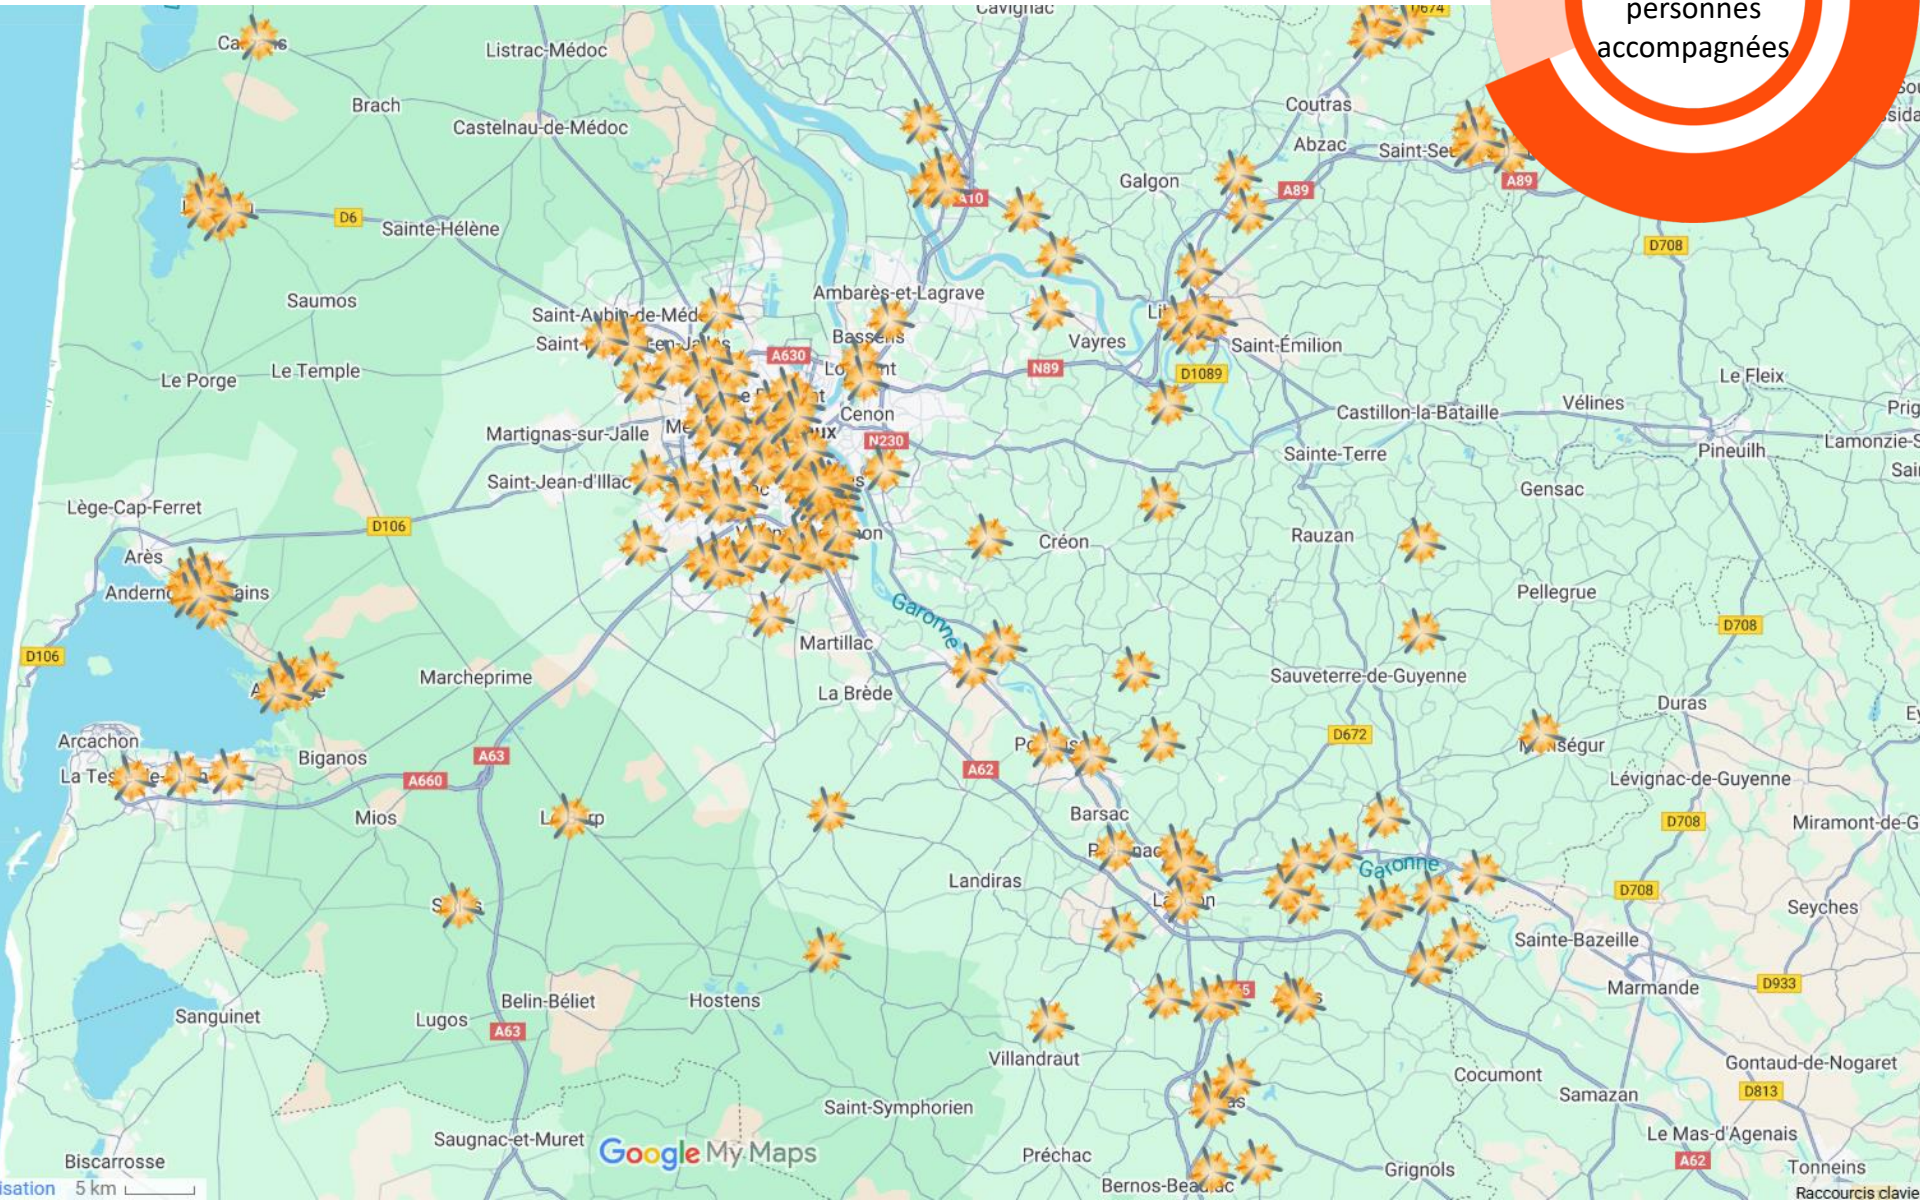 Cavignac
D674
personnes
accompagnées
Listrac-Médoc
Brach
Castelnau-de-Médoc
Coutras
Abzac
Galgon
A89
A89
A10
D6
Sainte-Hélène
D708
Saumos
Ambarès-et-Lagrave
Saint-Émilion
Vayres
A630
N89
D1089
Le Porge
Le Temple
Le Fleix
Vélines
Castillon-la-Bataille
Cenon
Martignas-sur-Jalle
N230
Pineuilh
Sainte-Terre
Saint-Jean-d'Illac
Gensac
Lège-Cap-Ferret
D106
Rauzan
Créon
Arès
Pellegrue
Garonne
D708
Martillac
D106
Marcheprime
Sauveterre-de-Guyenne
La Brède
Duras
Arcachon
D672
Biganos
A63
A62
A660
Lévignac-de-Guyenne
Mios
Barsac
D708
Miramont-de-G
Garonne
Landiras
D708
Seyches
Sainte-Bazeille
Marmande
D933
Belin-Béliet
Hostens
Sanguinet
Lugos
A63
Villandraut
Gontaud-de-Nogaret
Cocumont
D813
Samazan
Saint-Symphorien
Le Mas-d'Agenais
Saugnac-et-Muret
Google My Maps
Préchac
A62
Biscarrosse
Grignols
Tonneins
isation 5 km
Raccourcis clavie